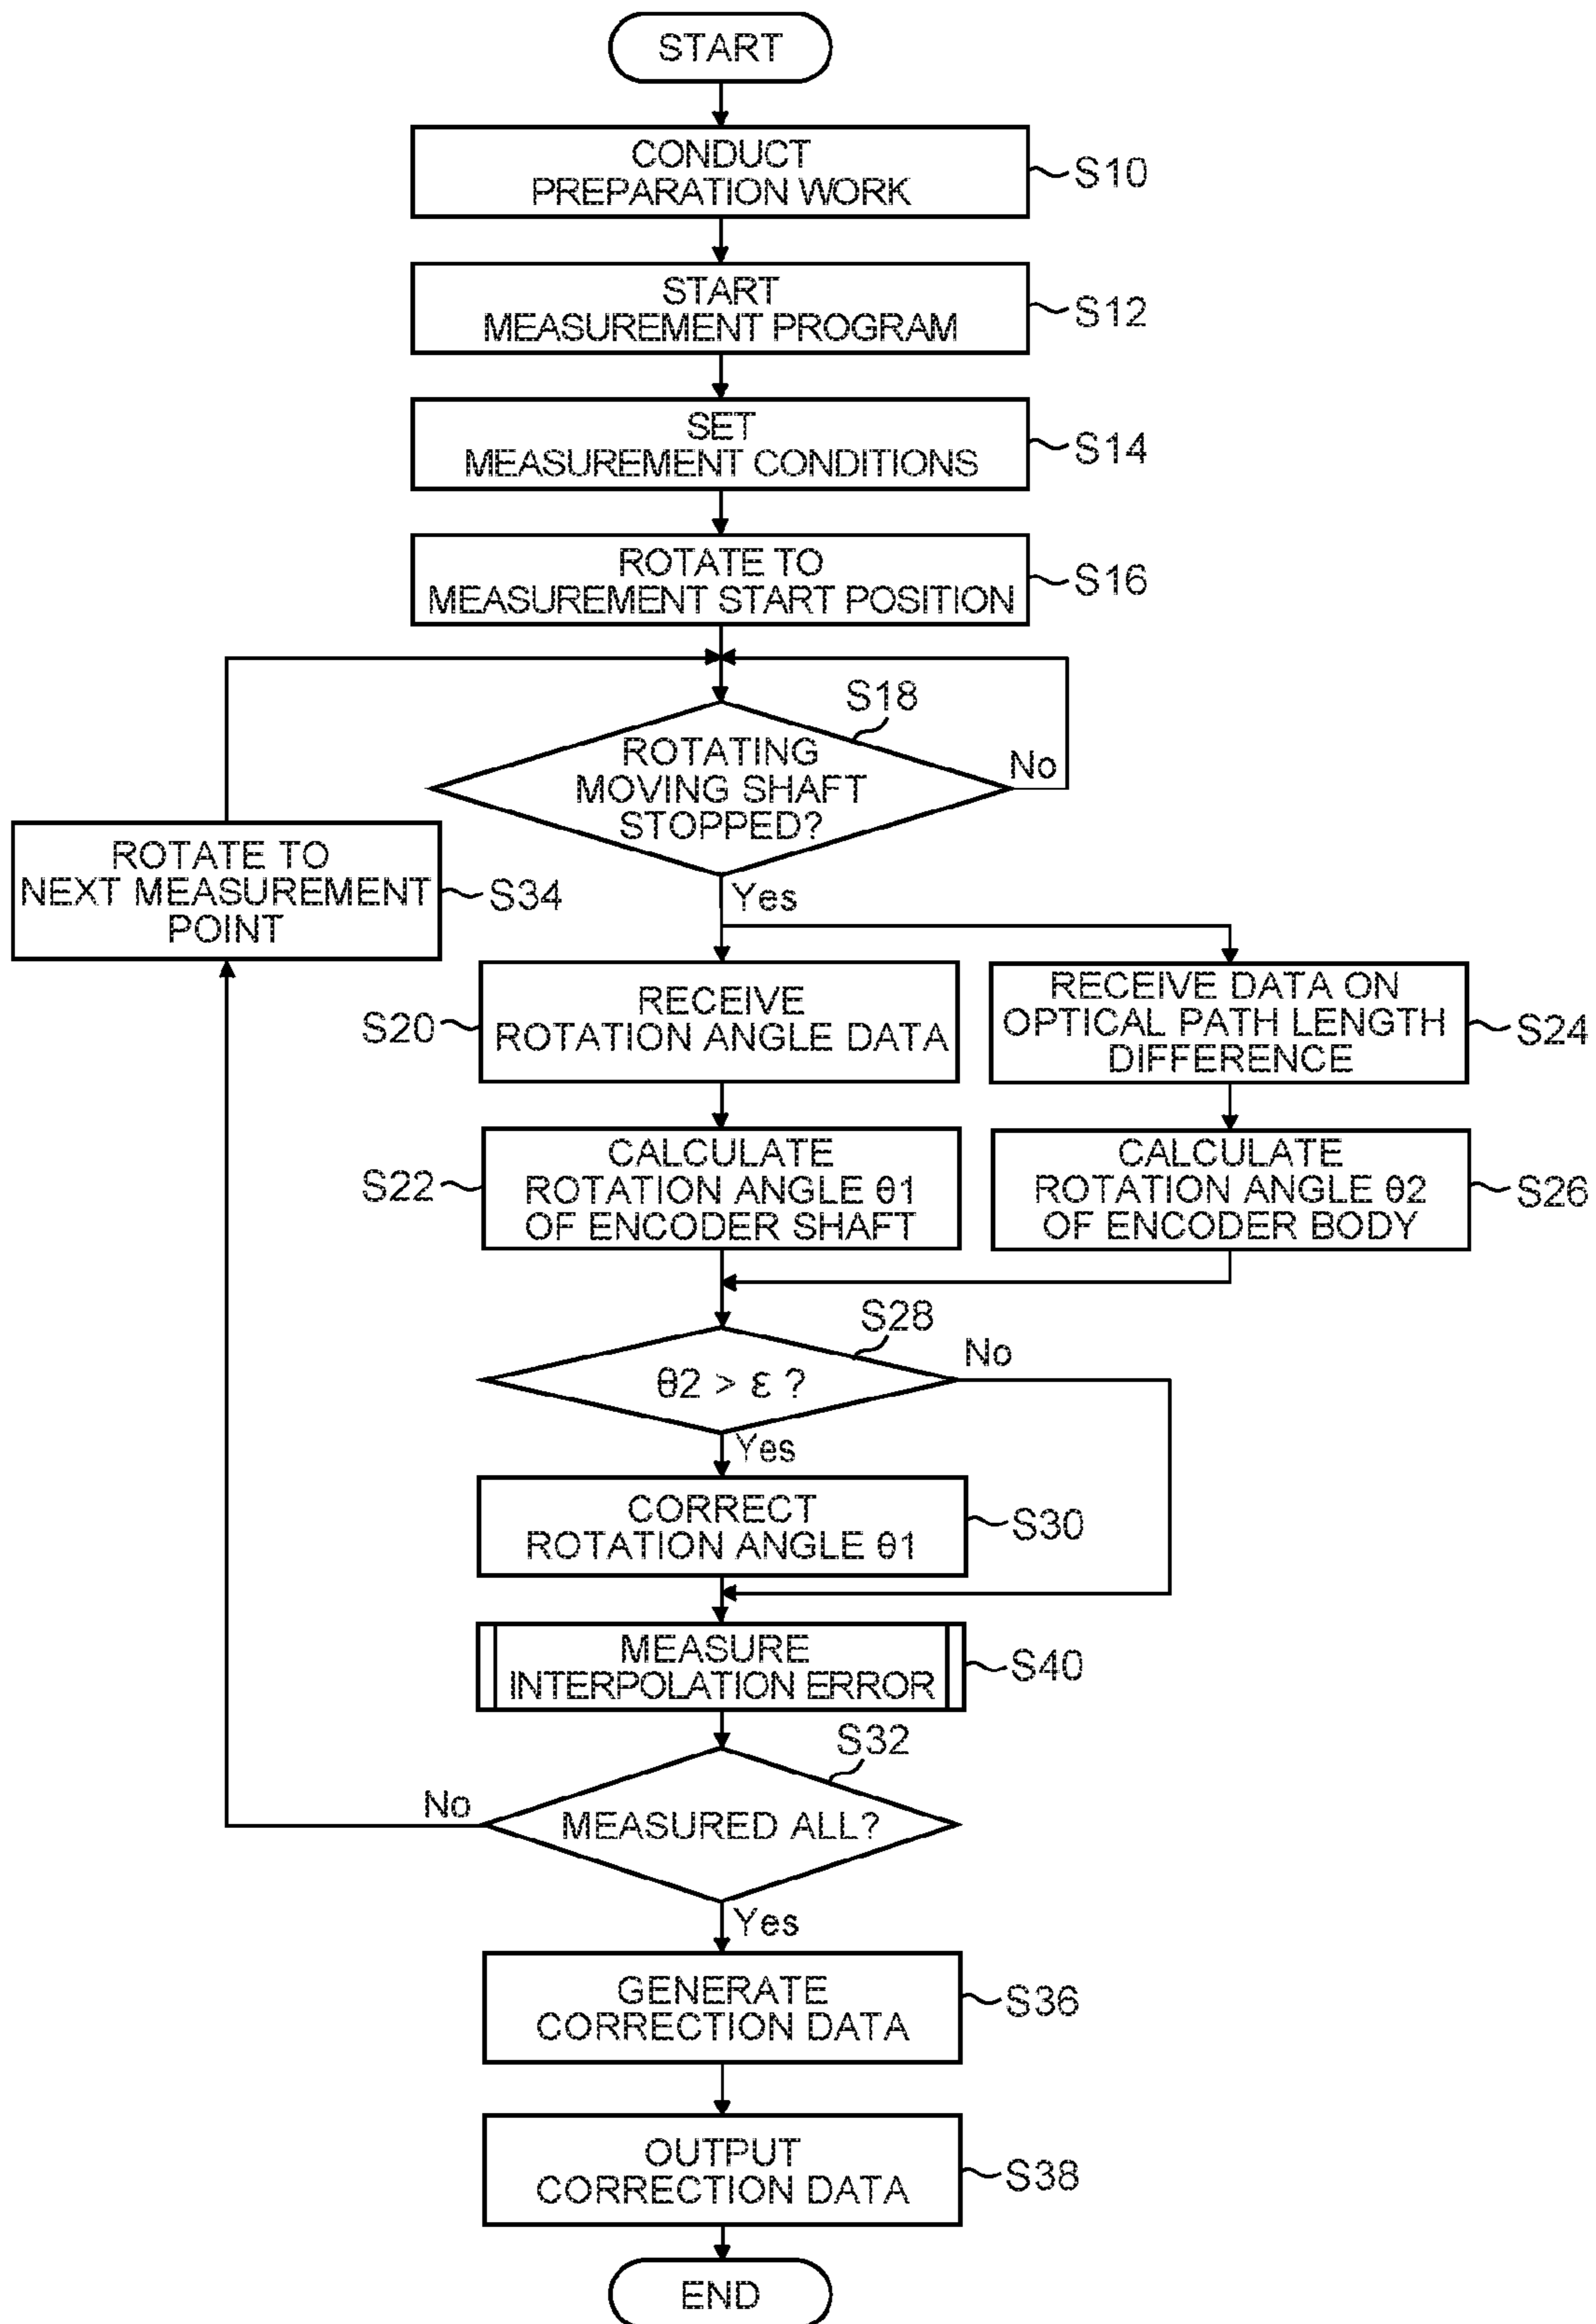 START
CONDUCT
PREPARATION WORK
S10
START
MEASUREMENT PROGRAM
S12
SET
MEASUREMENT CONDITIONS
S14
ROTATE TO
MEASUREMENT START POSITION
S16
S18
ROTATING
MOVING SHAFT
STOPPED?
No
Yes
ROTATE TO
NEXT MEASUREMENT
POINT
S34
S20
RECEIVE
ROTATION ANGLE DATA
RECEIVE DATA ON
OPTICAL PATH LENGTH
DIFFERENCE
S24
S22
CALCULATE
ROTATION ANGLE θ1
OF ENCODER SHAFT
CALCULATE
ROTATION ANGLE θ2
OF ENCODER BODY
S26
S28
θ2 > ε ?
No
Yes
CORRECT
ROTATION ANGLE θ1
S30
MEASURE
INTERPOLATION ERROR
S40
S32
MEASURED ALL?
No
Yes
GENERATE
CORRECTION DATA
S36
OUTPUT
CORRECTION DATA
S38
END